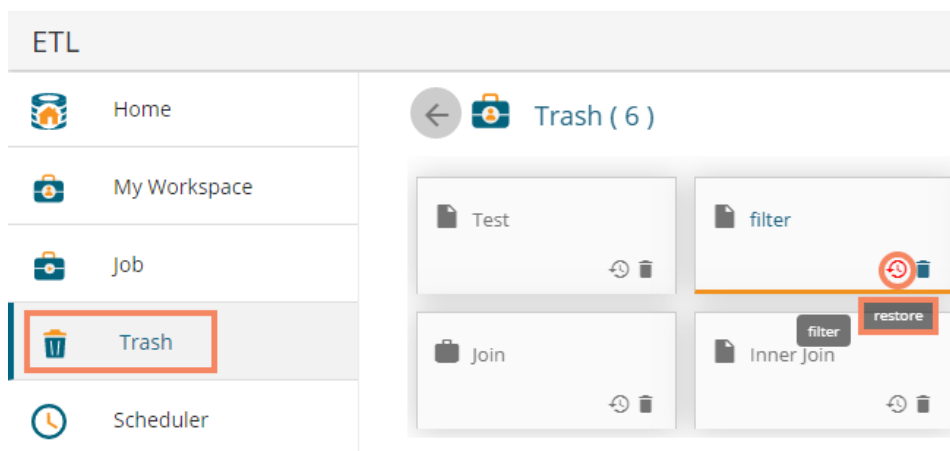 ETL
Home
My Workspace
Job
Trash
Scheduler
Trash ( 6 )
Test
filter
restore
filter
Join
Inner Join